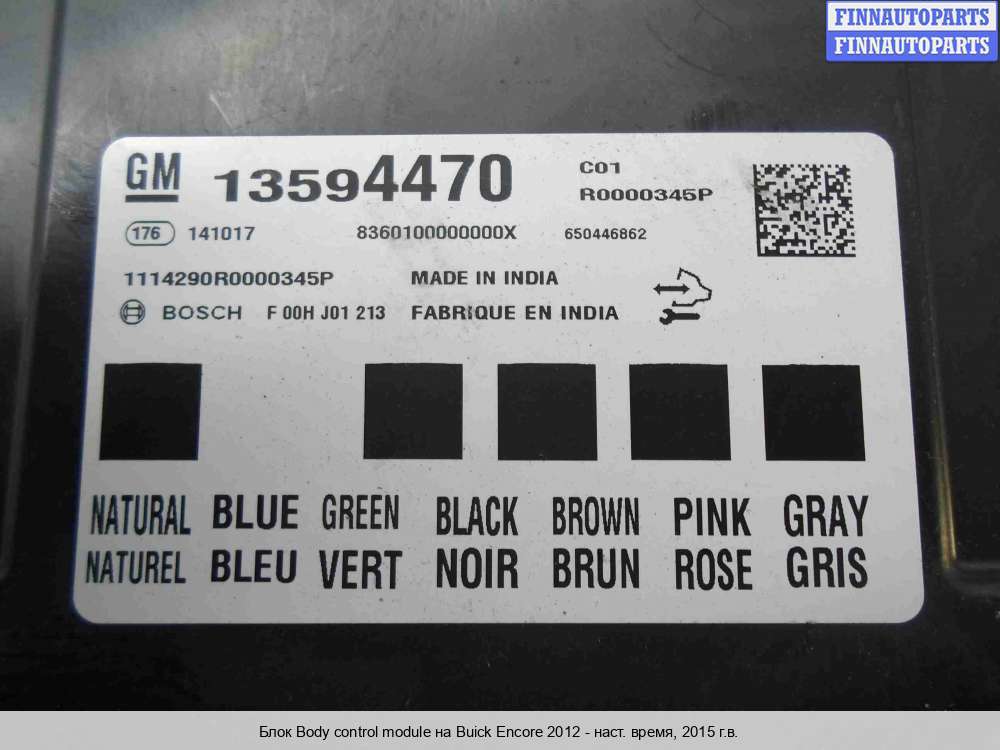 FINNAUTOPARTS
FINNAUTOPARTS
GM 13594470 C01
R0000345P
176 141017 8360100000000X 650446862
1114290R0000345P MADE IN INDIA
BOSCH F 00H J01 213 FABRIQUE EN INDIA
NATURAL BLUE GREEN BLACK BROWN PINK GRAY
NATUREL BLEU VERT NOIR BRUN ROSE GRIS
Блок Body control module на Buick Encore 2012 - наст. время, 2015 г.в.